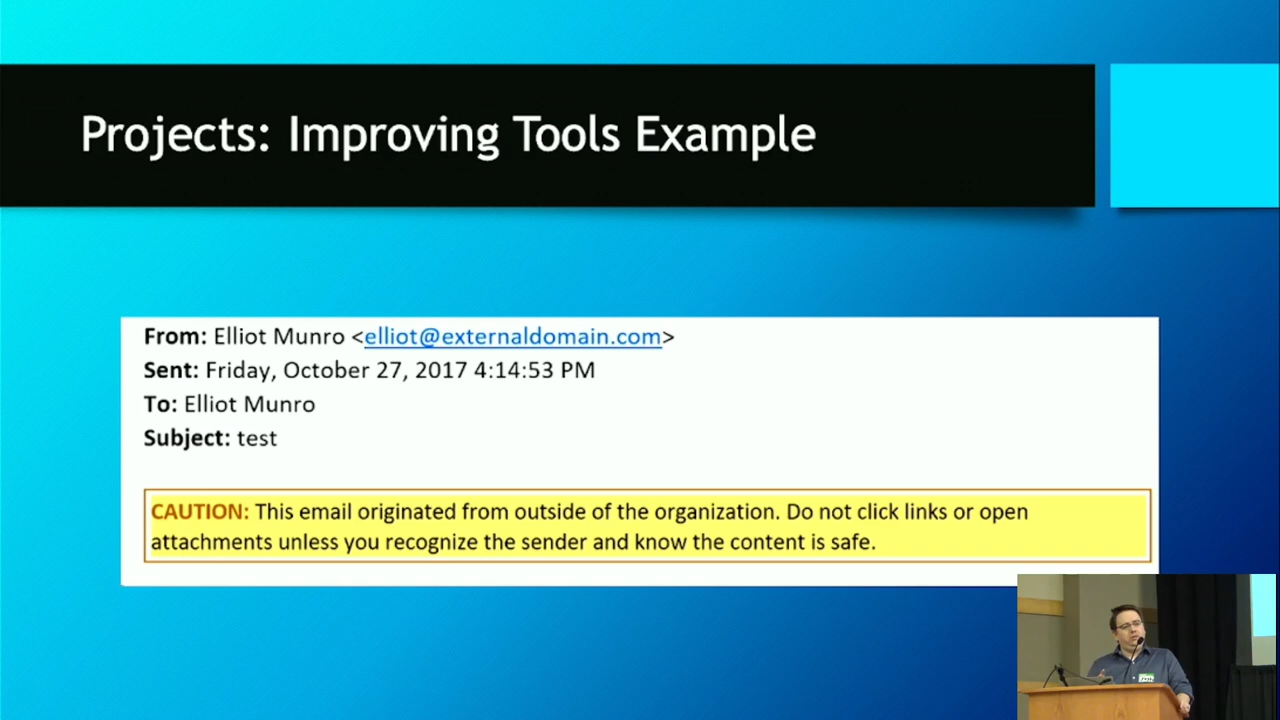 Projects: Improving Tools Example
From: Elliot Munro <elliot@externaldomain.com>
Sent: Friday, October 27, 2017 4:14:53 PM
To: Elliot Munro
Subject: test
CAUTION: This email originated from outside of the organization. Do not click links or open
attachments unless you recognize the sender and know the content is safe.